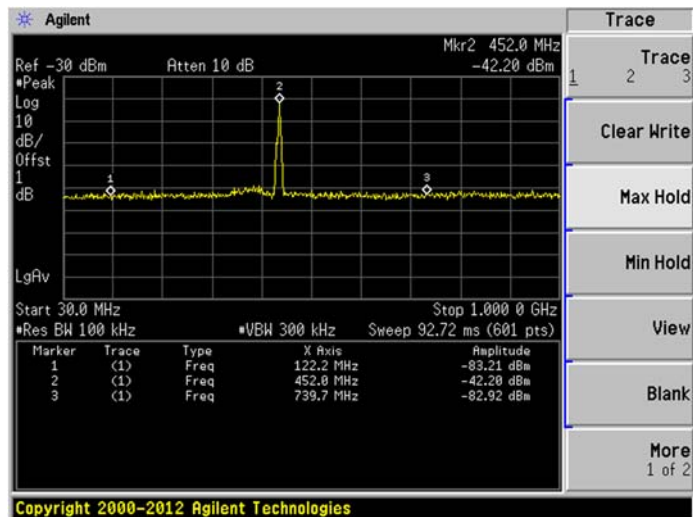 Agilent
Trace
Mkr2 452.0 MHz
Ref -30 dBm Atten 10 dB -42.20 dBm
#Peak
Log
10
dB/
Offst
1
dB
LgAv
1
2
3
Start 30.0 MHz Stop 1.000 0 GHz
#Res BW 100 kHz #VBW 300 kHz Sweep 92.72 ms (601 pts)
Marker Trace Type X Axis Amplitude
1 (1) Freq 122.2 MHz -83.21 dBm
2 (1) Freq 452.0 MHz -42.20 dBm
3 (1) Freq 739.7 MHz -82.92 dBm
Copyright 2000-2012 Agilent Technologies
Trace
1 2 3
Clear Write
Max Hold
Min Hold
View
Blank
More
1 of 2